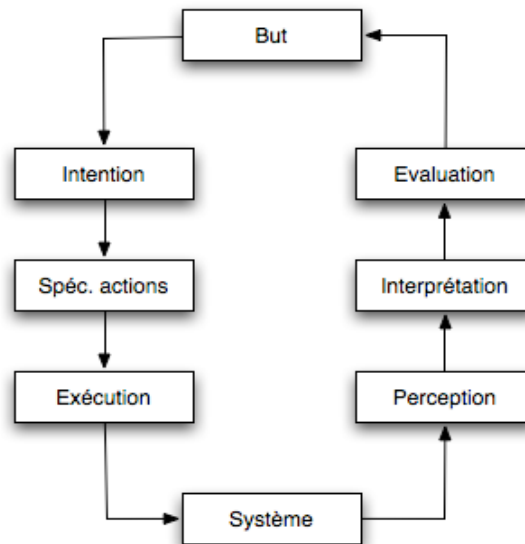 But
Intention
Evaluation
Spéc. actions
Interprétation
Exécution
Perception
Système